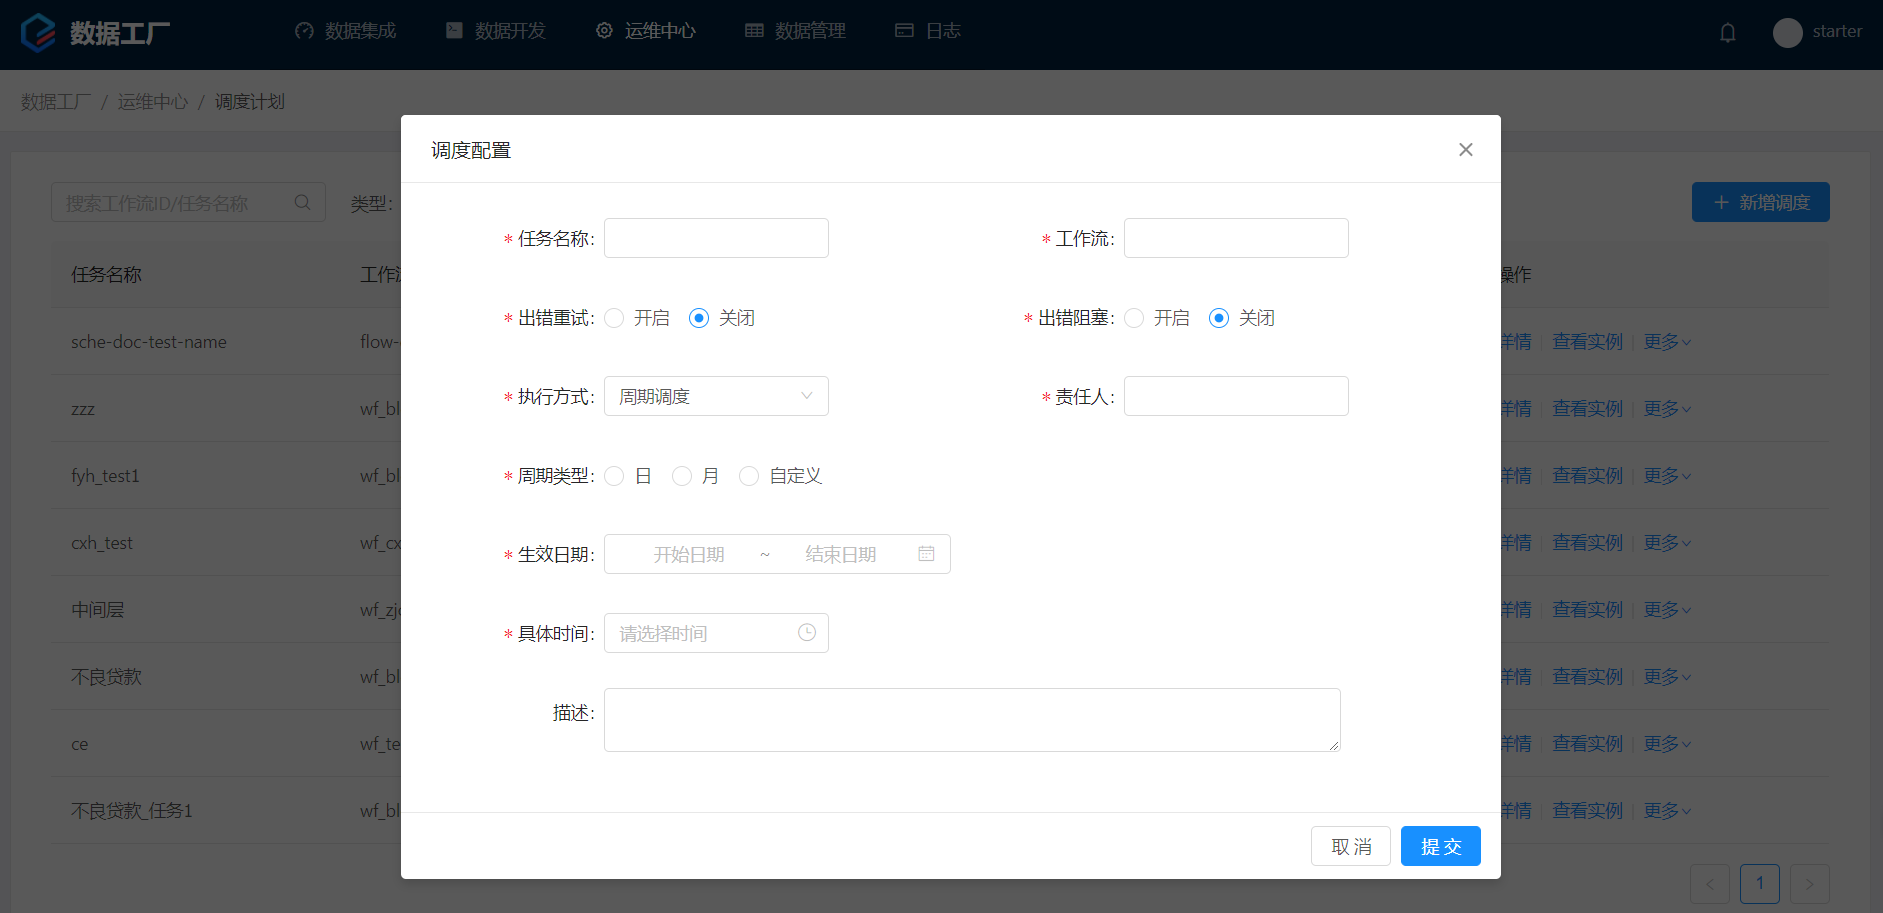 数据工厂 数据集成 数据开发 运维中心 数据管理 日志 starter
数据工厂 / 运维中心 / 调度计划
调度配置
搜索工作流ID/任务名称 类型: 新增调度
* 任务名称: * 工作流:
任务名称 工作流 操作
* 出错重试: 开启 关闭 * 出错阻塞: 开启 关闭
sche-doc-test-name flow- 详情 查看实例 更多
* 执行方式: 周期调度 * 责任人:
zzz wf_bl 详情 查看实例 更多
* 周期类型: 日 月 自定义
fyh_test1 wf_bl 详情 查看实例 更多
* 生效日期: 开始日期 ~ 结束日期
cxh_test wf_cx 详情 查看实例 更多
* 具体时间: 请选择时间
中间层 wf_zj 详情 查看实例 更多
不良贷款 wf_bl 详情 查看实例 更多
描述:
ce wf_te 详情 查看实例 更多
不良贷款_任务1 wf_bl 详情 查看实例 更多
取 消 提 交
< 1 >